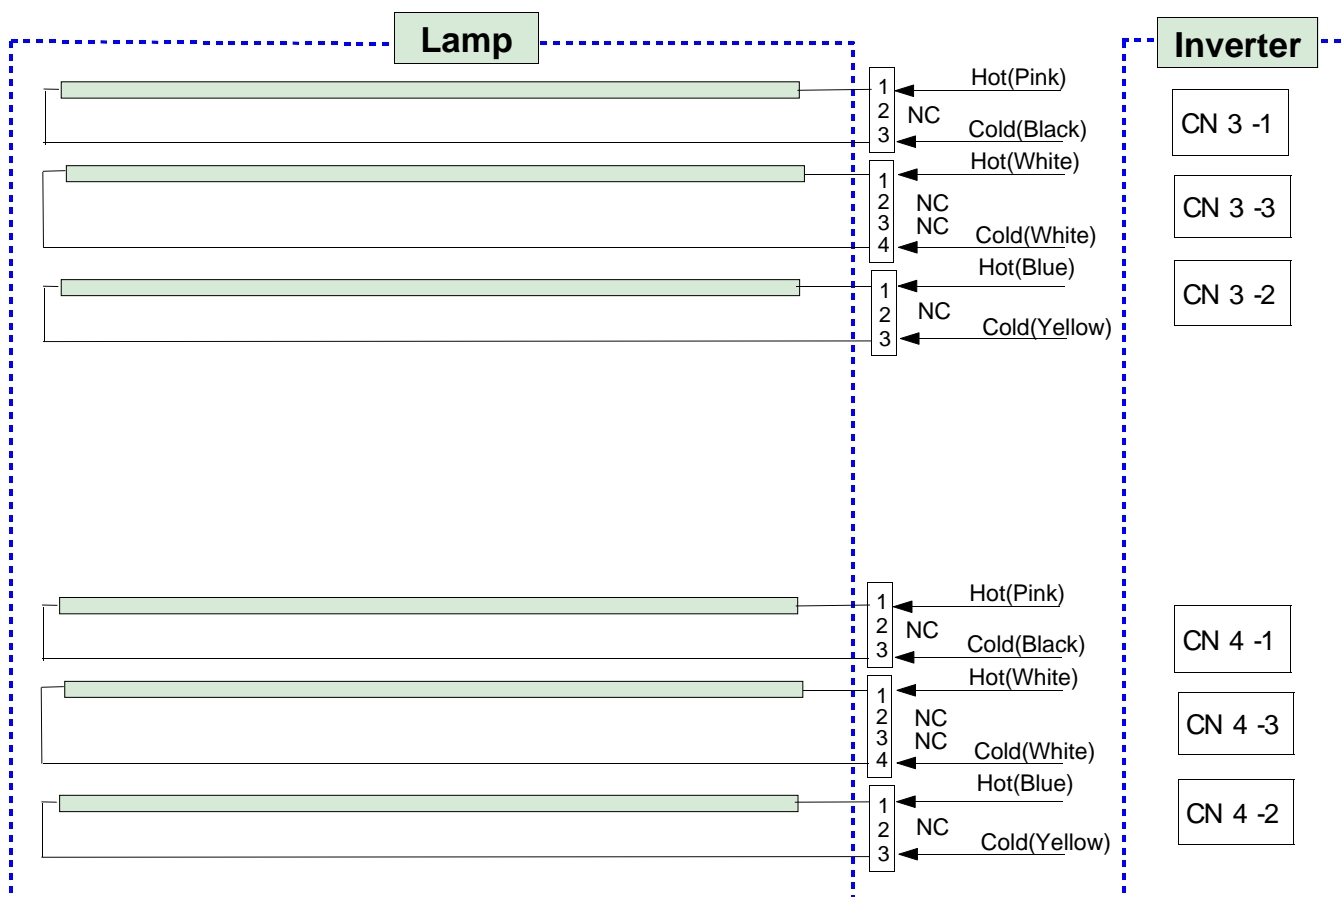 Lamp
Inverter
1 Hot(Pink)
2 NC
3 Cold(Black)
CN 3 -1
1 Hot(White)
2 NC
3 NC
4 Cold(White)
CN 3 -3
1 Hot(Blue)
2 NC
3 Cold(Yellow)
CN 3 -2
1 Hot(Pink)
2 NC
3 Cold(Black)
CN 4 -1
1 Hot(White)
2 NC
3 NC
4 Cold(White)
CN 4 -3
1 Hot(Blue)
2 NC
3 Cold(Yellow)
CN 4 -2